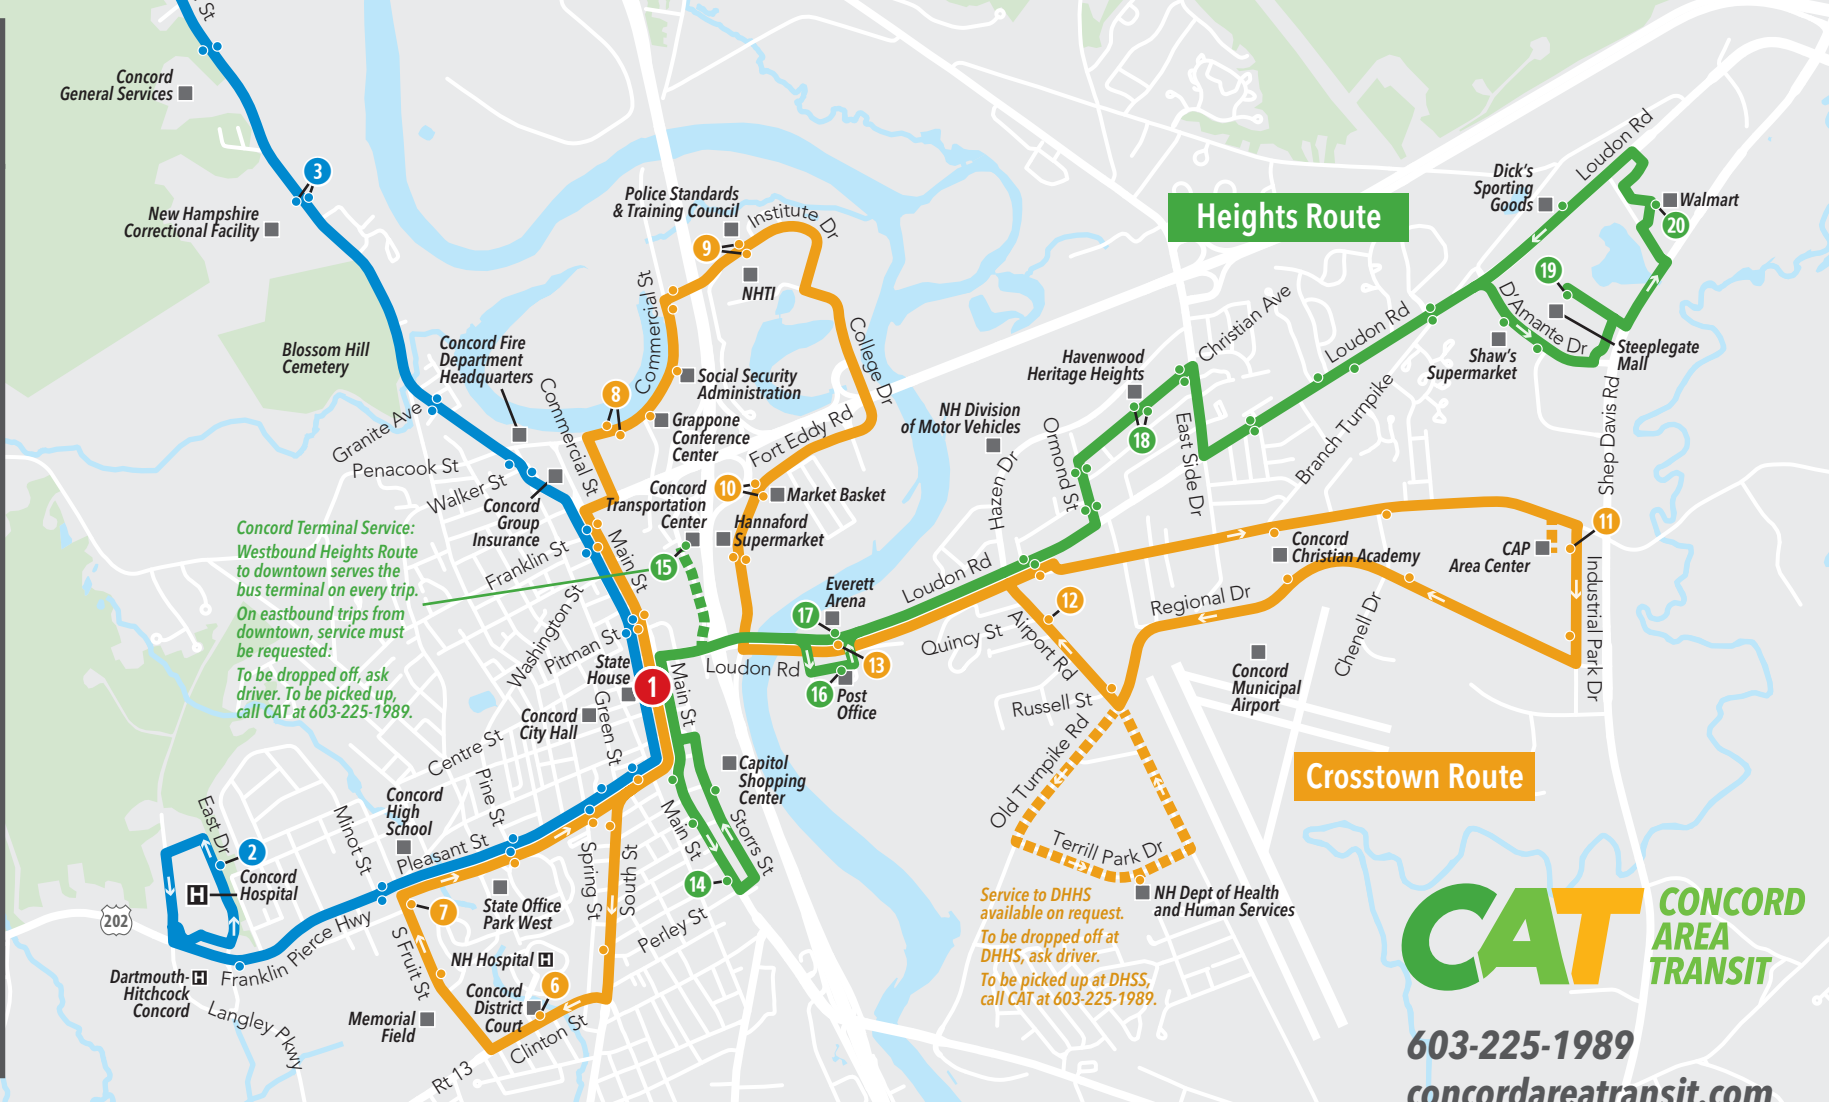 St
Concord
General Services
3
New Hampshire
Correctional Facility
Police Standards
& Training Council
Institute Dr
9
NHTI
Heights Route
Dick's
Sporting
Goods
Loudon Rd
Walmart
20
19
D'Amante Dr
Steeplegate
Mall
Shaw's
Supermarket
Loudon Rd
Christian Ave
Branch Turnpike
Shep Davis Rd
Blossom Hill
Cemetery
Concord Fire
Department
Headquarters
Commercial St
Commercial St
College Dr
8
Social Security
Administration
Grappone
Conference
Center
Fort Eddy Rd
Havenwood
Heritage Heights
18
NH Division
of Motor Vehicles
Ormond St
East Side Dr
Hazen Dr
Granite Ave
Penacook St
Walker St
Concord
Group
Insurance
Concord
Transportation
Center
10
Market Basket
Hannaford
Supermarket
15
Concord Terminal Service:
Westbound Heights Route
to downtown serves the
bus terminal on every trip.
On eastbound trips from
downtown, service must
be requested:
To be dropped off, ask
driver. To be picked up,
call CAT at 603-225-1989.
Franklin St
Main St
Washington St
Pitman St
State
House
1
Main St
Green St
Concord
City Hall
Centre St
Pine St
Everett
Arena
17
Loudon Rd
Loudon Rd
16
Post
Office
13
Quincy St
Airport Rd
12
Regional Dr
Concord
Christian Academy
CAP
Area Center
11
Industrial Park Dr
Chenell Dr
Concord
Municipal
Airport
Russell St
Old Turnpike Rd
Terrill Park Dr
Crosstown Route
Capitol
Shopping
Center
Main St
Storrs St
14
Concord
High
School
Minot St
Pleasant St
East Dr
2
Concord
Hospital
H
202
Franklin Pierce Hwy
Dartmouth- H
Hitchcock
Concord
Langley Pkwy
7
State Office
Park West
S Fruit St
NH Hospital H
Spring St
South St
Perley St
6
Concord
District
Court
Memorial
Field
Clinton St
Rt 13
Service to DHHS
available on request.
To be dropped off at
DHHS, ask driver.
To be picked up at DHSS,
call CAT at 603-225-1989.
NH Dept of Health
and Human Services
CAT
CONCORD
AREA
TRANSIT
603-225-1989
concordareatransit.com